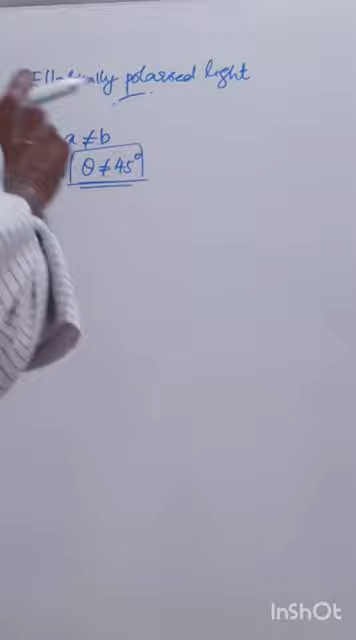 polarised light
a ≠ b
θ ≠ 45°
InShOt